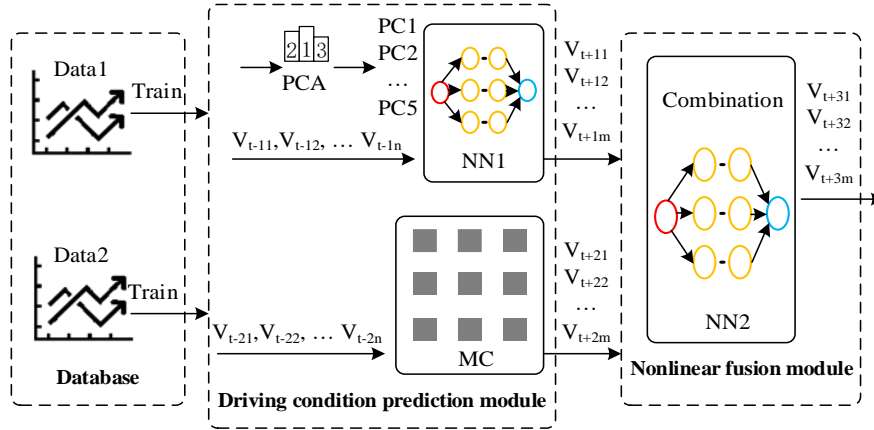 Data1
Train
Data2
Train
Database
213
PCA
PC1
PC2
…
PC5
V_{t-11},V_{t-12}, … V_{t-1n}
NN1
V_{t-21},V_{t-22}, … V_{t-2n}
MC
Driving condition prediction module
V_{t+11}
V_{t+12}
…
V_{t+1m}
V_{t+21}
V_{t+22}
…
V_{t+2m}
Combination
NN2
Nonlinear fusion module
V_{t+31}
V_{t+32}
…
V_{t+3m}